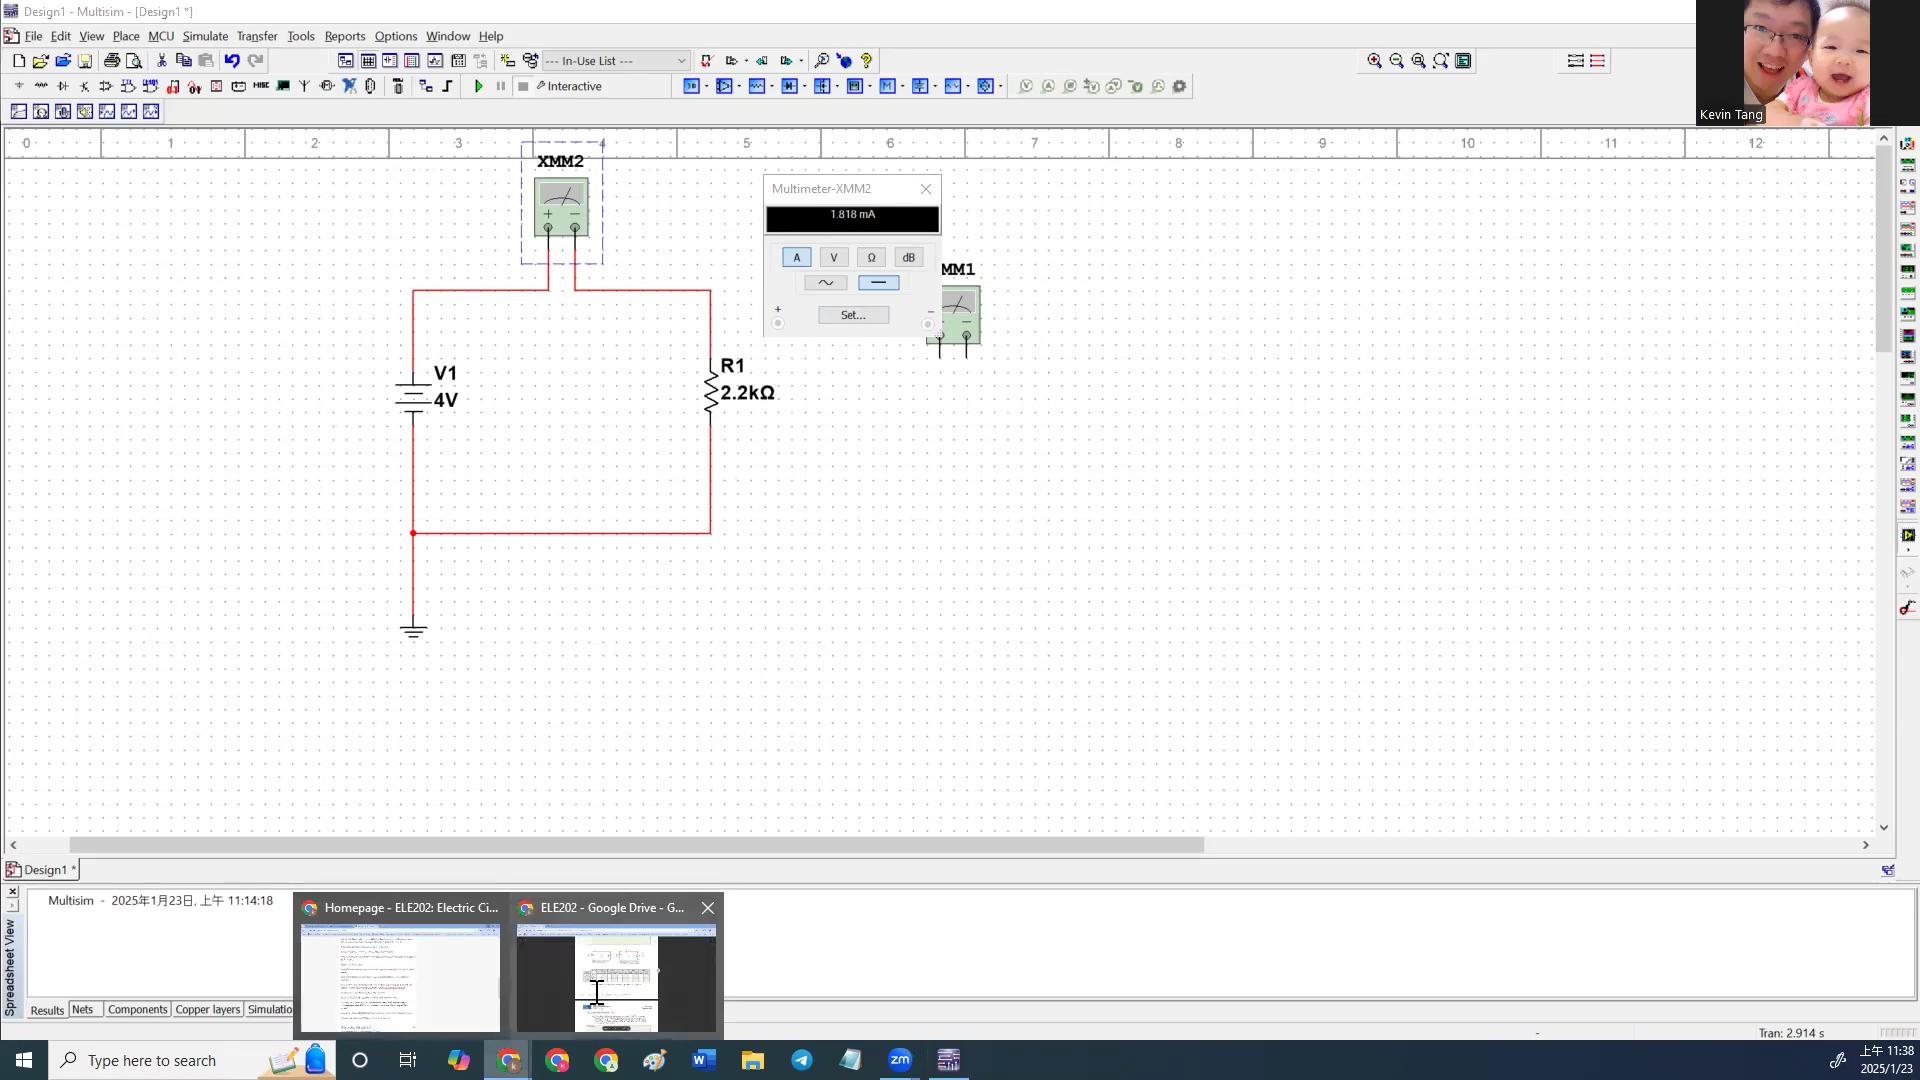 Design1 - Multisim - [Design1 *]
File Edit View Place MCU Simulate Transfer Tools Reports Options Window Help
--- In-Use List ---
Interactive
Kevin Tang
0 1 2 3 4 5 6 7 8 9 10 11 12
XMM2
Multimeter-XMM2
1.818 mA
A V Ω dB
MM1
+ −
Set...
V1
4V
R1
2.2kΩ
Design1 *
Multisim - 2025年1月23日, 上午 11:14:18
Spreadsheet View
Homepage - ELE202: Electric Ci...
ELE202 - Google Drive - G...
Results Nets Components Copper layers Simulatio
Tran: 2.914 s
Type here to search
zm
上午 11:38
2025/1/23